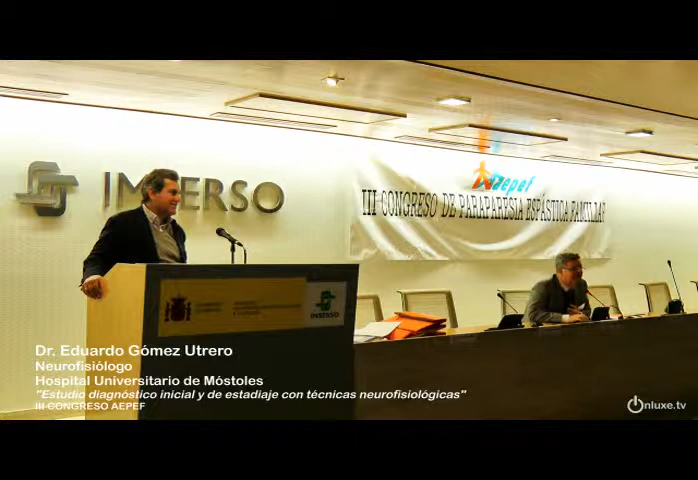 IMSERSO
aepef
III CONGRESO DE PARAPARESIA ESPÁSTICA FAMILIAR
IMSERSO
Dr. Eduardo Gómez Utrero
Neurofisiólogo
Hospital Universitario de Móstoles
"Estudio diagnóstico inicial y de estadiaje con técnicas neurofisiológicas"
III CONGRESO AEPEF
onluxe.tv